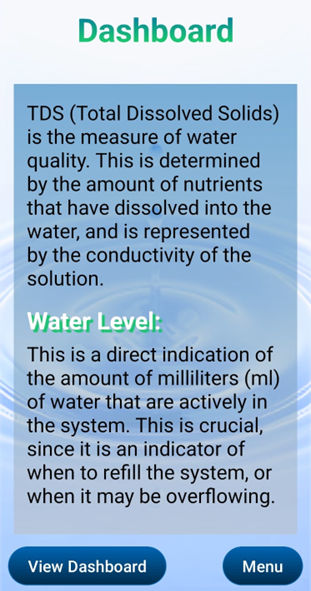 Dashboard
TDS (Total Dissolved Solids)
is the measure of water
quality. This is determined
by the amount of nutrients
that have dissolved into the
water, and is represented
by the conductivity of the
solution.
Water Level:
This is a direct indication of
the amount of milliliters (ml)
of water that are actively in
the system. This is crucial,
since it is an indicator of
when to refill the system, or
when it may be overflowing.
View Dashboard
Menu